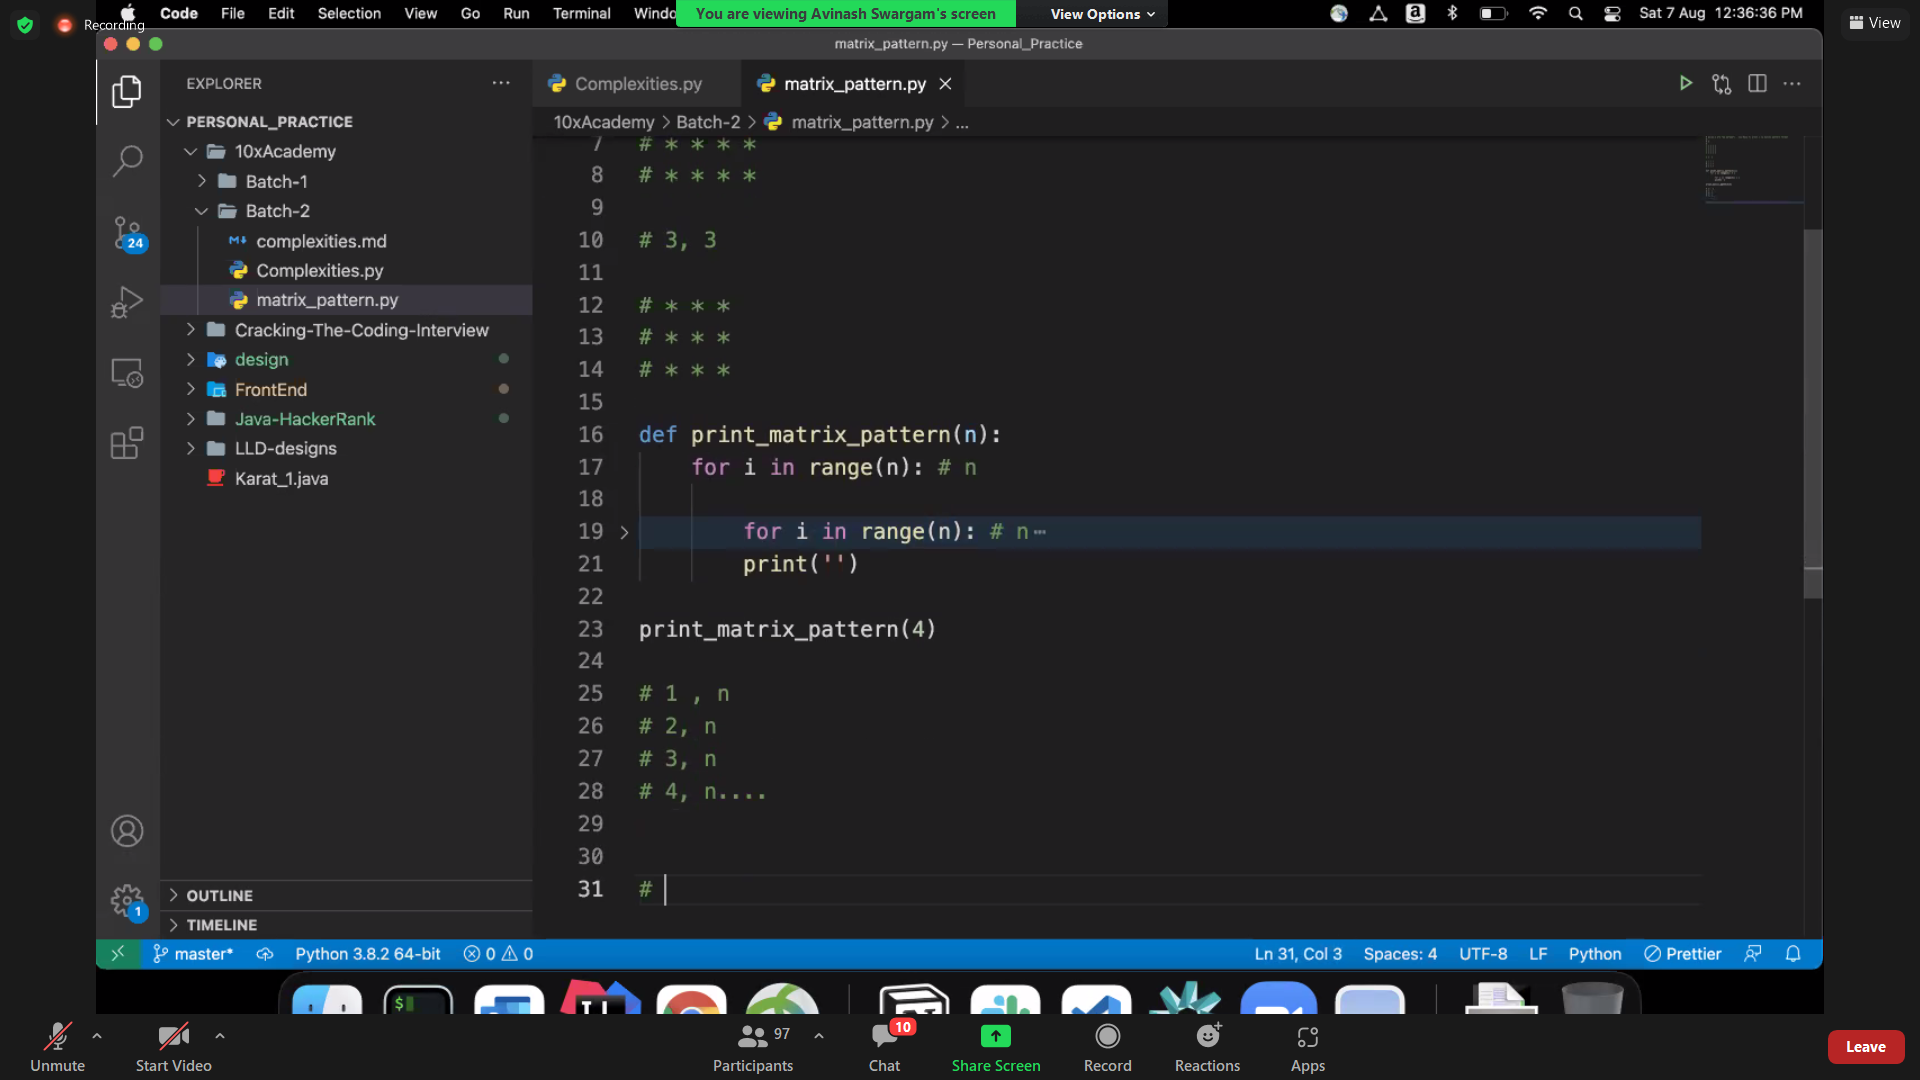 Recording
Code File Edit Selection View Go Run Terminal Windo
You are viewing Avinash Swargam's screen View Options
Sat 7 Aug 12:36:36 PM
View
matrix_pattern.py — Personal_Practice
EXPLORER
Complexities.py
matrix_pattern.py
PERSONAL_PRACTICE
10xAcademy > Batch-2 > matrix_pattern.py > ...
10xAcademy
Batch-1
Batch-2
complexities.md
Complexities.py
matrix_pattern.py
Cracking-The-Coding-Interview
design
FrontEnd
Java-HackerRank
LLD-designs
Karat_1.java
24
7 # * * * *
8 # * * * *
9
10 # 3, 3
11
12 # * * *
13 # * * *
14 # * * *
15
16 def print_matrix_pattern(n):
17 for i in range(n): # n
18
19 for i in range(n): # n⋯
21 print('')
22
23 print_matrix_pattern(4)
24
25 # 1 , n
26 # 2, n
27 # 3, n
28 # 4, n....
29
30
31 #
OUTLINE
TIMELINE
1
master* Python 3.8.2 64-bit 0 0
Ln 31, Col 3 Spaces: 4 UTF-8 LF Python Prettier
Unmute
Start Video
97
Participants
10
Chat
Share Screen
Record
Reactions
Apps
Leave